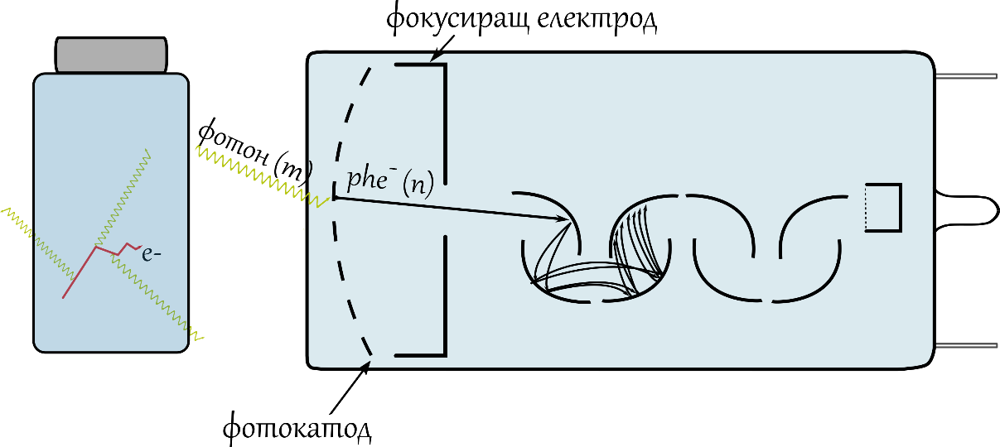 фокусиращ електрод
фотон (m)
phe⁻ (n)
e-
фотокатод